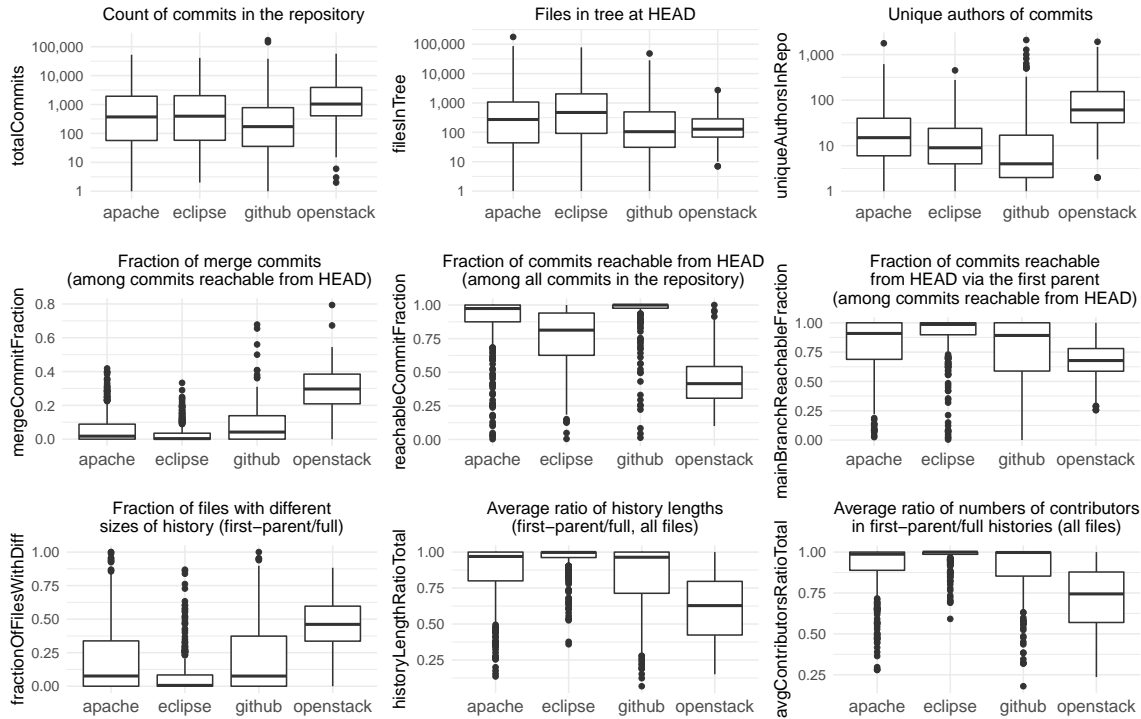 Count of commits in the repository
totalCommits
100,000
10,000
1,000
100
10
1
apache eclipse github openstack
Files in tree at HEAD
filesInTree
100,000
10,000
1,000
100
10
1
apache eclipse github openstack
Unique authors of commits
uniqueAuthorsInRepo
1,000
100
10
1
apache eclipse github openstack
Fraction of merge commits
(among commits reachable from HEAD)
mergeCommitFraction
0.8
0.6
0.4
0.2
0.0
apache eclipse github openstack
Fraction of commits reachable from HEAD
(among all commits in the repository)
reachableCommitFraction
1.00
0.75
0.50
0.25
0.00
apache eclipse github openstack
Fraction of commits reachable
from HEAD via the first parent
(among commits reachable from HEAD)
mainBranchReachableFraction
1.00
0.75
0.50
0.25
0.00
apache eclipse github openstack
Fraction of files with different
sizes of history (first−parent/full)
fractionOfFilesWithDiff
1.00
0.75
0.50
0.25
0.00
apache eclipse github openstack
Average ratio of history lengths
(first−parent/full, all files)
historyLengthRatioTotal
1.00
0.75
0.50
0.25
apache eclipse github openstack
Average ratio of numbers of contributors
in first−parent/full histories (all files)
avgContributorsRatioTotal
1.00
0.75
0.50
0.25
apache eclipse github openstack